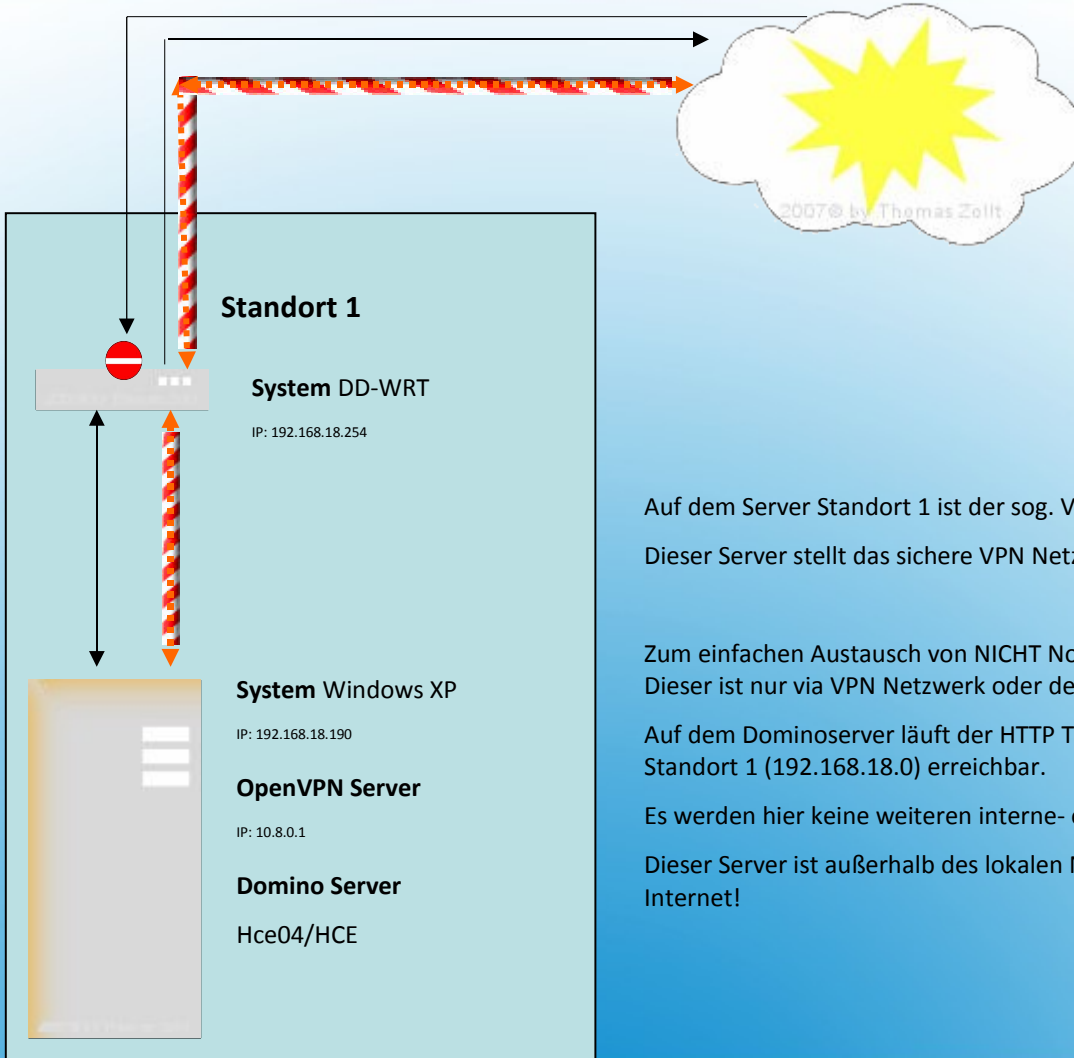 2007© by Thomas Zollt
Standort 1
System DD-WRT
IP: 192.168.18.254
System Windows XP
IP: 192.168.18.190
OpenVPN Server
IP: 10.8.0.1
Domino Server
Hce04/HCE
Auf dem Server Standort 1 ist der sog. V
Dieser Server stellt das sichere VPN Netz
Zum einfachen Austausch von NICHT No
Dieser ist nur via VPN Netzwerk oder de
Auf dem Dominoserver läuft der HTTP T
Standort 1 (192.168.18.0) erreichbar.
Es werden hier keine weiteren interne-
Dieser Server ist außerhalb des lokalen
Internet!